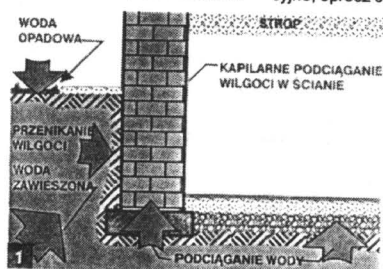 WODA
OPADOWA
STROP
KAPILARNE PODCIĄGANIE
WILGOCI W ŚCIANIE
PRZENIKANIE
WILGOCI
WODA
ZAWIESZONA
PODCIĄGANIE WODY
1